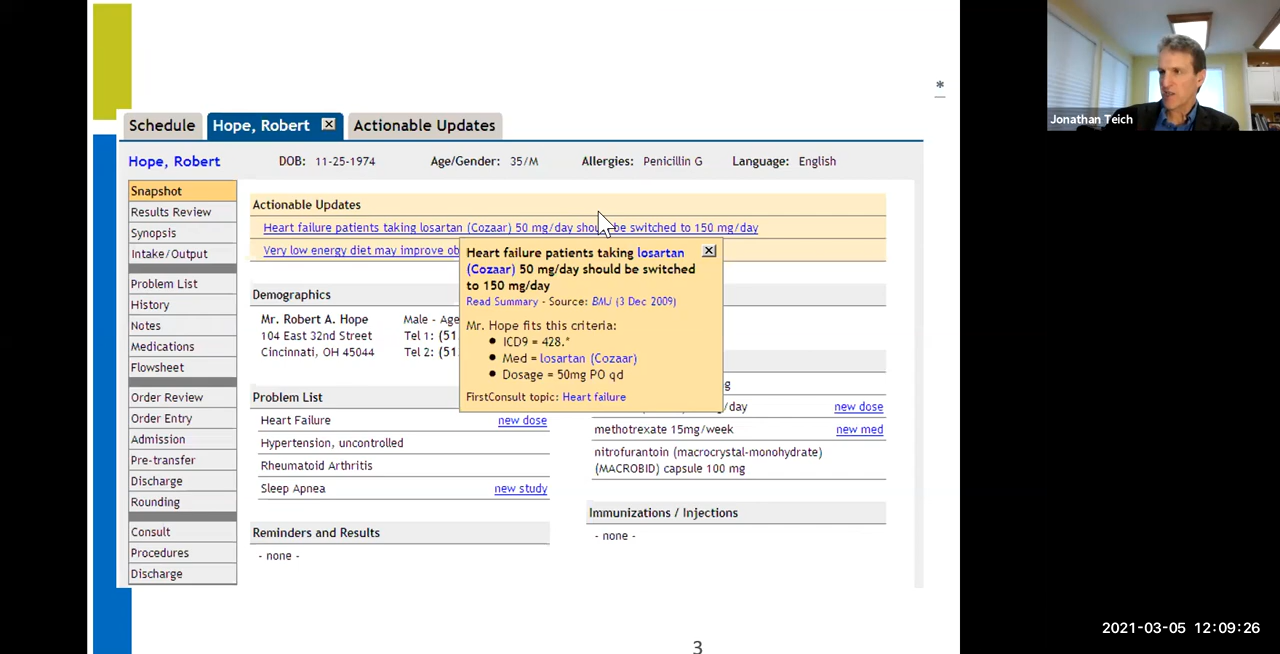 *
Jonathan Teich
Schedule
Hope, Robert
Actionable Updates
Hope, Robert DOB: 11-25-1974 Age/Gender: 35/M Allergies: Penicillin G Language: English
Snapshot
Results Review
Synopsis
Intake/Output
Problem List
History
Notes
Medications
Flowsheet
Order Review
Order Entry
Admission
Pre-transfer
Discharge
Rounding
Consult
Procedures
Discharge
Actionable Updates
Heart failure patients taking losartan (Cozaar) 50 mg/day should be switched to 150 mg/day
Very low energy diet may improve ob
Heart failure patients taking losartan
(Cozaar) 50 mg/day should be switched
to 150 mg/day
Read Summary - Source: BMJ (3 Dec 2009)
Mr. Hope fits this criteria:
ICD9 = 428.*
Med = losartan (Cozaar)
Dosage = 50mg PO qd
FirstConsult topic: Heart failure
Demographics
Mr. Robert A. Hope Male - Age
104 East 32nd Street Tel 1: (51
Cincinnati, OH 45044 Tel 2: (51
Problem List
Heart Failure new dose
Hypertension, uncontrolled
Rheumatoid Arthritis
Sleep Apnea new study
Reminders and Results
- none -
/day new dose
methotrexate 15mg/week new med
nitrofurantoin (macrocrystal-monohydrate)
(MACROBID) capsule 100 mg
Immunizations / Injections
- none -
3
2021-03-05 12:09:26